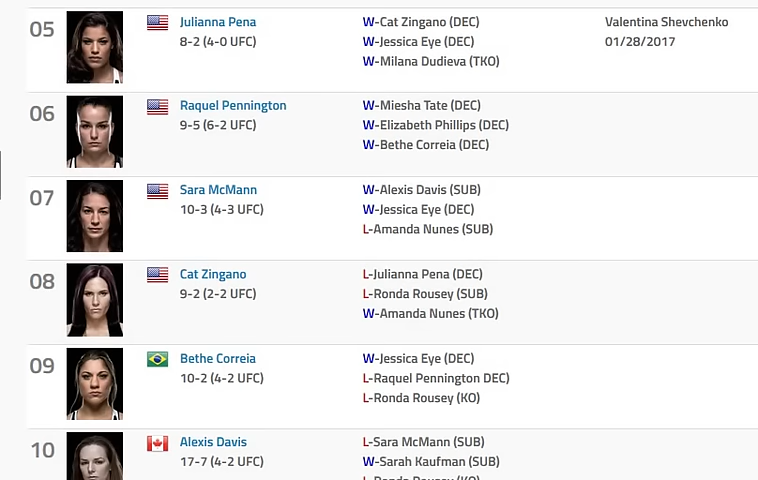 05 Julianna Pena W-Cat Zingano (DEC) Valentina Shevchenko
8-2 (4-0 UFC) W-Jessica Eye (DEC) 01/28/2017
W-Milana Dudieva (TKO)
06 Raquel Pennington W-Miesha Tate (DEC)
9-5 (6-2 UFC) W-Elizabeth Phillips (DEC)
W-Bethe Correia (DEC)
07 Sara McMann W-Alexis Davis (SUB)
10-3 (4-3 UFC) W-Jessica Eye (DEC)
L-Amanda Nunes (SUB)
08 Cat Zingano L-Julianna Pena (DEC)
9-2 (2-2 UFC) L-Ronda Rousey (SUB)
W-Amanda Nunes (TKO)
09 Bethe Correia W-Jessica Eye (DEC)
10-2 (4-2 UFC) L-Raquel Pennington DEC)
L-Ronda Rousey (KO)
10 Alexis Davis L-Sara McMann (SUB)
17-7 (4-2 UFC) W-Sarah Kaufman (SUB)
L-Ronda Rousey (KO)